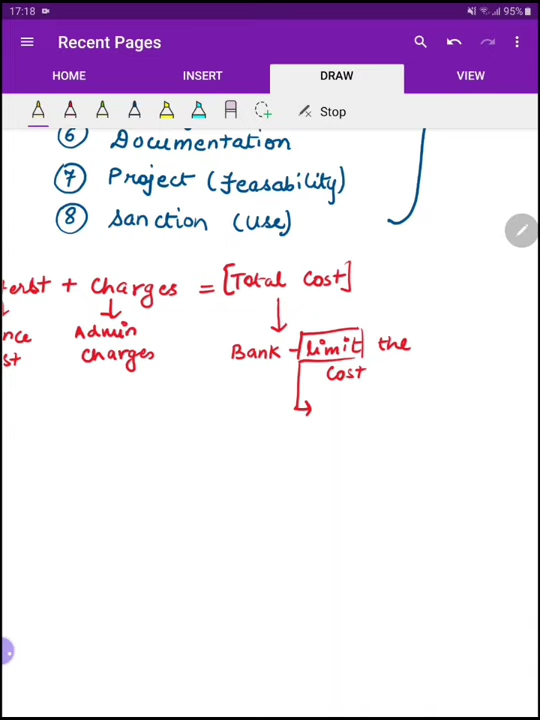 17:18 95%
Recent Pages
HOME INSERT DRAW VIEW
Stop
6 Documentation
7 Project (feasability)
8 Sanction (use)
+ Charges = [Total Cost]
Admin
charges
Bank - limit the
cost